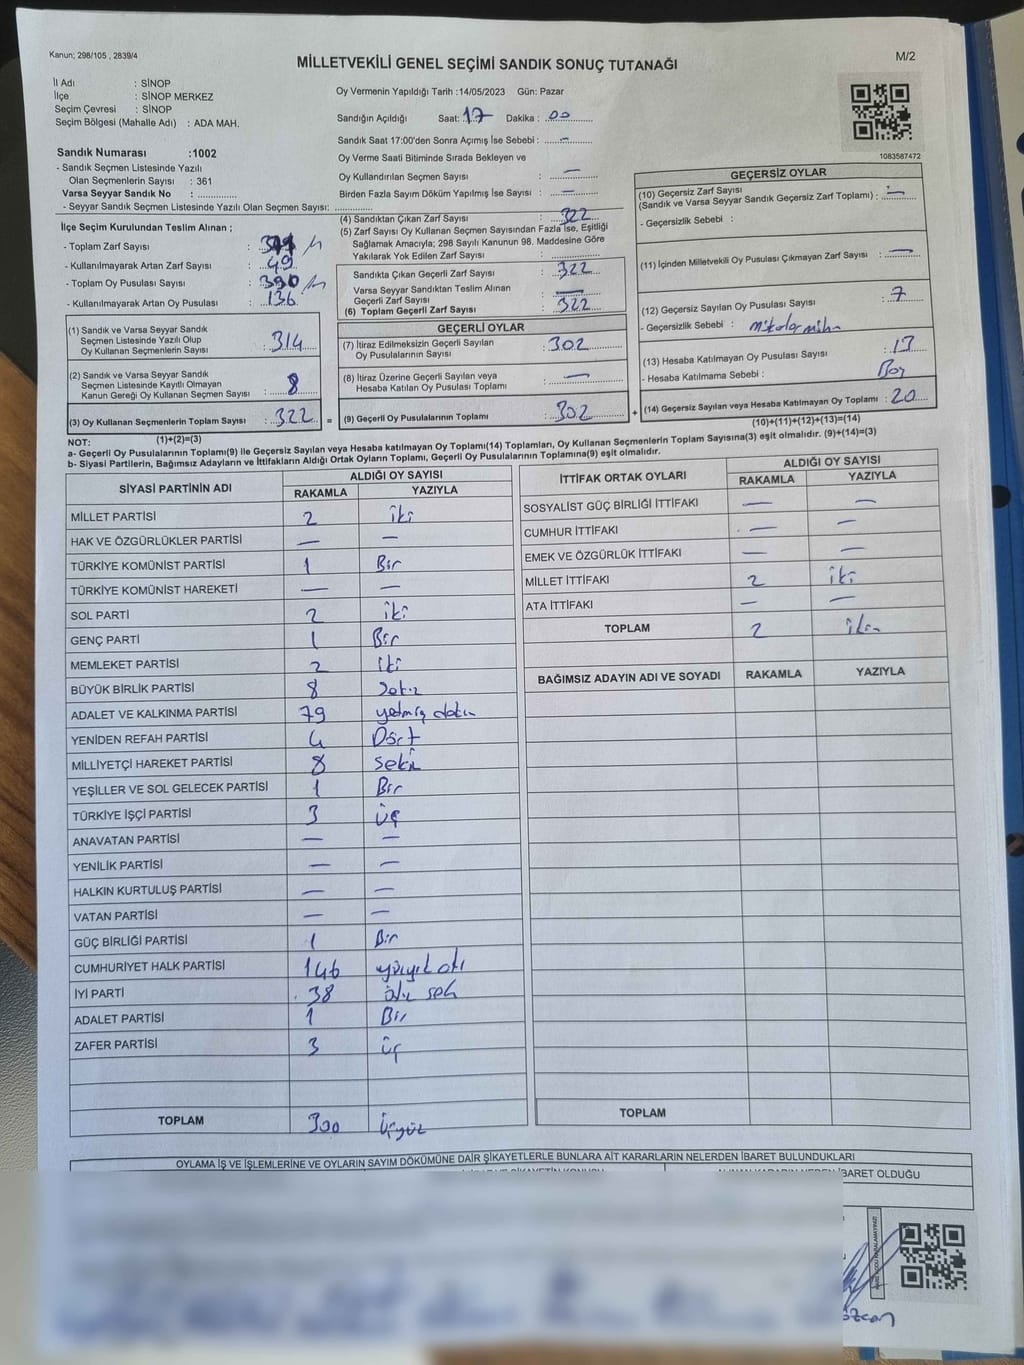 Kanun; 298/105 , 2839/4
MİLLETVEKİLİ GENEL SEÇİMİ SANDIK SONUÇ TUTANAĞI
M/2
İl Adı : SİNOP
İlçe : SİNOP MERKEZ
Seçim Çevresi : SİNOP
Seçim Bölgesi (Mahalle Adı) : ADA MAH.
Oy Vermenin Yapıldığı Tarih :14/05/2023 Gün: Pazar
Sandığın Açıldığı Saat: 17 Dakika : 00
Sandık Saat 17:00'den Sonra Açımış İse Sebebi : —
Oy Verme Saati Bitiminde Sırada Bekleyen ve
Oy Kullandırılan Seçmen Sayısı : —
Birden Fazla Sayım Döküm Yapılmış İse Sayısı : —
1083587472
Sandık Numarası :1002
- Sandık Seçmen Listesinde Yazılı
Olan Seçmenlerin Sayısı : 361
Varsa Seyyar Sandık No :
- Seyyar Sandık Seçmen Listesinde Yazılı Olan Seçmen Sayısı:
İlçe Seçim Kurulundan Teslim Alınan ;
- Toplam Zarf Sayısı :
- Kullanılmayarak Artan Zarf Sayısı : 49
- Toplam Oy Pusulası Sayısı : 390
- Kullanılmayarak Artan Oy Pusulası : 136
(1) Sandık ve Varsa Seyyar Sandık
Seçmen Listesinde Yazılı Olup
Oy Kullanan Seçmenlerin Sayısı : 314
(2) Sandık ve Varsa Seyyar Sandık
Seçmen Listesinde Kayıtlı Olmayan
Kanun Gereği Oy Kullanan Seçmen Sayısı : 8
(3) Oy Kullanan Seçmenlerin Toplam Sayısı : 322 =
(1)+(2)=(3)
(4) Sandıktan Çıkan Zarf Sayısı : 322
(5) Zarf Sayısı Oy Kullanan Seçmen Sayısından Fazla İse, Eşitliği
Sağlamak Amacıyla; 298 Sayılı Kanunun 98. Maddesine Göre
Yakılarak Yok Edilen Zarf Sayısı :
Sandıkta Çıkan Geçerli Zarf Sayısı : 322
Varsa Seyyar Sandıktan Teslim Alınan
Geçerli Zarf Sayısı : —
(6) Toplam Geçerli Zarf Sayısı : 322
GEÇERLİ OYLAR
(7) İtiraz Edilmeksizin Geçerli Sayılan
Oy Pusulalarının Sayısı : 302
(8) İtiraz Üzerine Geçerli Sayılan veya
Hesaba Katılan Oy Pusulası Toplamı : —
(9) Geçerli Oy Pusulalarının Toplamı : 302 +
GEÇERSİZ OYLAR
(10) Geçersiz Zarf Sayısı
(Sandık ve Varsa Seyyar Sandık Geçersiz Zarf Toplamı) : —
- Geçersizlik Sebebi :
(11) İçinden Milletvekili Oy Pusulası Çıkmayan Zarf Sayısı : —
(12) Geçersiz Sayılan Oy Pusulası Sayısı : 7
- Geçersizlik Sebebi :
(13) Hesaba Katılmayan Oy Pusulası Sayısı : 13
- Hesaba Katılmama Sebebi : Boş
(14) Geçersiz Sayılan veya Hesaba Katılmayan Oy Toplamı : 20
(10)+(11)+(12)+(13)=(14)
NOT:
a- Geçerli Oy Pusulalarının Toplamı(9) ile Geçersiz Sayılan veya Hesaba katılmayan Oy Toplamı(14) Toplamları, Oy Kullanan Seçmenlerin Toplam Sayısına(3) eşit olmalıdır. (9)+(14)=(3)
b- Siyasi Partilerin, Bağımsız Adayların ve İttifakların Aldığı Ortak Oyların Toplamı, Geçerli Oy Pusulalarının Toplamına(9) eşit olmalıdır.
SİYASİ PARTİNİN ADI
ALDIĞI OY SAYISI
RAKAMLA YAZIYLA
MİLLET PARTİSİ 2 iki
HAK VE ÖZGÜRLÜKLER PARTİSİ — —
TÜRKİYE KOMÜNİST PARTİSİ 1 Bir
TÜRKİYE KOMÜNİST HAREKETİ — —
SOL PARTİ 2 iki
GENÇ PARTİ 1 Bir
MEMLEKET PARTİSİ 2 iki
BÜYÜK BİRLİK PARTİSİ 8 Sekiz
ADALET VE KALKINMA PARTİSİ 79 yetmiş dokuz
YENİDEN REFAH PARTİSİ 4 Dört
MİLLİYETÇİ HAREKET PARTİSİ 8 sekiz
YEŞİLLER VE SOL GELECEK PARTİSİ 1 Bir
TÜRKİYE İŞÇİ PARTİSİ 3 üç
ANAVATAN PARTİSİ — —
YENİLİK PARTİSİ — —
HALKIN KURTULUŞ PARTİSİ — —
VATAN PARTİSİ — —
GÜÇ BİRLİĞİ PARTİSİ 1 Bir
CUMHURİYET HALK PARTİSİ 146
İYİ PARTİ 38
ADALET PARTİSİ 1 Bir
ZAFER PARTİSİ 3 üç
TOPLAM 300 üçyüz
İTTİFAK ORTAK OYLARI
ALDIĞI OY SAYISI
RAKAMLA YAZIYLA
SOSYALİST GÜÇ BİRLİĞİ İTTİFAKI — —
CUMHUR İTTİFAKI — —
EMEK VE ÖZGÜRLÜK İTTİFAKI — —
MİLLET İTTİFAKI 2 iki
ATA İTTİFAKI — —
TOPLAM 2 iki
BAĞIMSIZ ADAYIN ADI VE SOYADI RAKAMLA YAZIYLA
TOPLAM
OYLAMA İŞ VE İŞLEMLERİNE VE OYLARIN SAYIM DÖKÜMÜNE DAİR ŞİKAYETLERLE BUNLARA AİT KARARLARIN NELERDEN İBARET BULUNDUKLARI
İBARET OLDUĞU